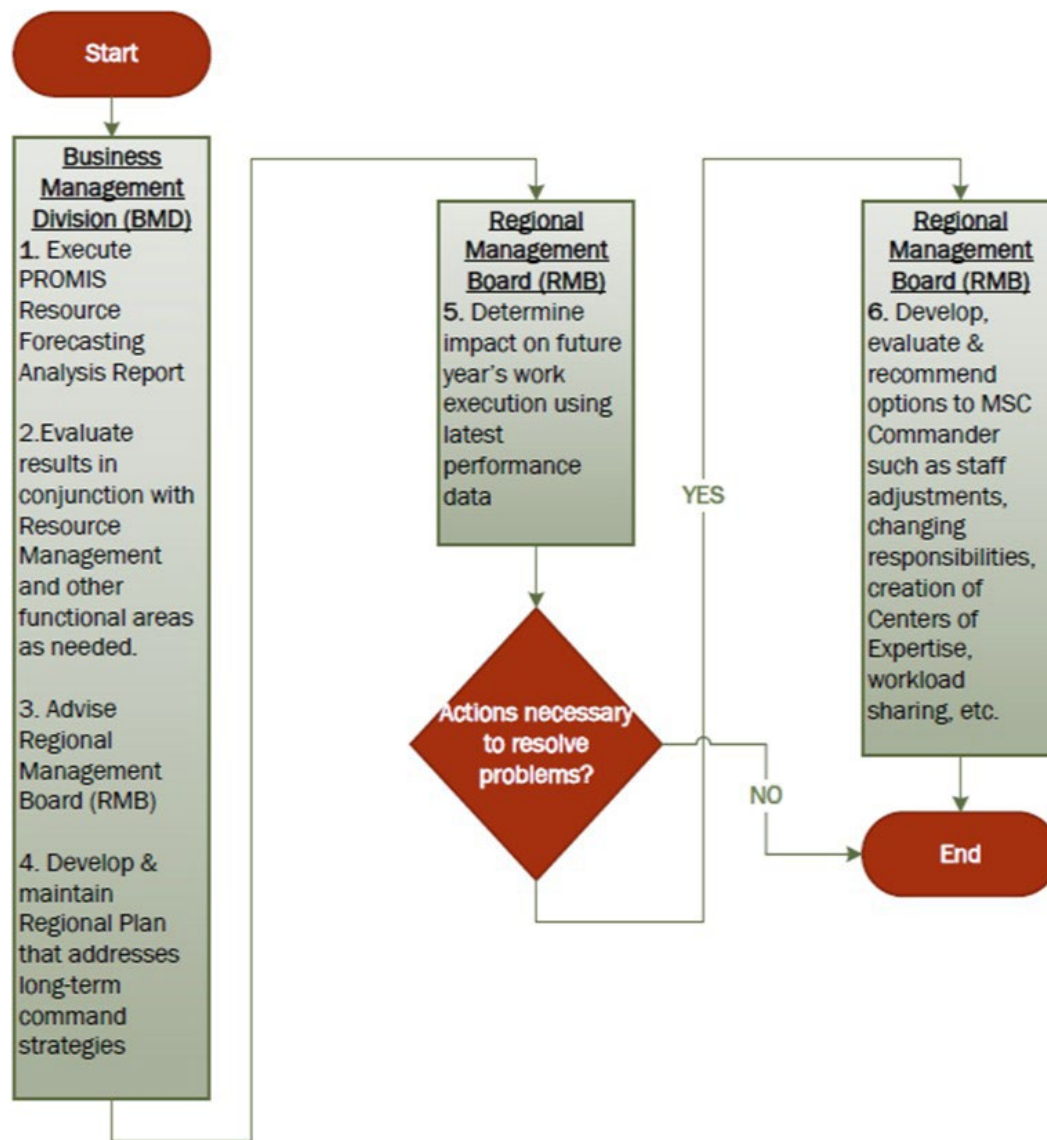 Start
Business
Management
Division (BMD)
1. Execute
PROMIS
Resource
Forecasting
Analysis Report
2.Evaluate
results in
conjunction with
Resource
Management
and other
functional areas
as needed.
3. Advise
Regional
Management
Board (RMB)
4. Develop &
maintain
Regional Plan
that addresses
long-term
command
strategies
Regional
Management
Board (RMB)
5. Determine
impact on future
year's work
execution using
latest
performance
data
Actions necessary
to resolve
problems?
YES
NO
Regional
Management
Board (RMB)
6. Develop,
evaluate &
recommend
options to MSC
Commander
such as staff
adjustments,
changing
responsibilities,
creation of
Centers of
Expertise,
workload
sharing, etc.
End